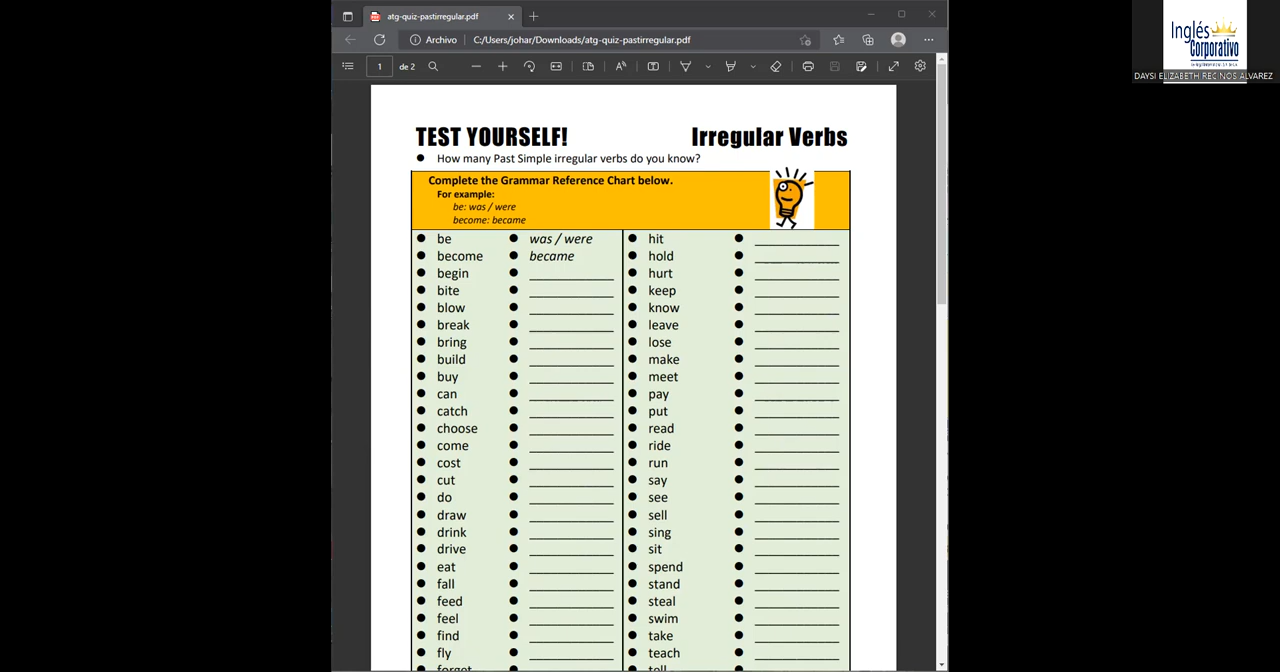 atg-quiz-pastirregular.pdf
Archivo C:/Users/johar/Downloads/atg-quiz-pastirregular.pdf
1 de 2
Inglés
Corporativo
DAYSI ELIZABETH RECINOS ALVAREZ
TEST YOURSELF! Irregular Verbs
How many Past Simple irregular verbs do you know?
Complete the Grammar Reference Chart below.
For example:
be: was / were
become: became
be was / were hit
become became hold
begin hurt
bite keep
blow know
break leave
bring lose
build make
buy meet
can pay
catch put
choose read
come ride
cost run
cut say
do see
draw sell
drink sing
drive sit
eat spend
fall stand
feed steal
feel swim
find take
fly teach
forget tell